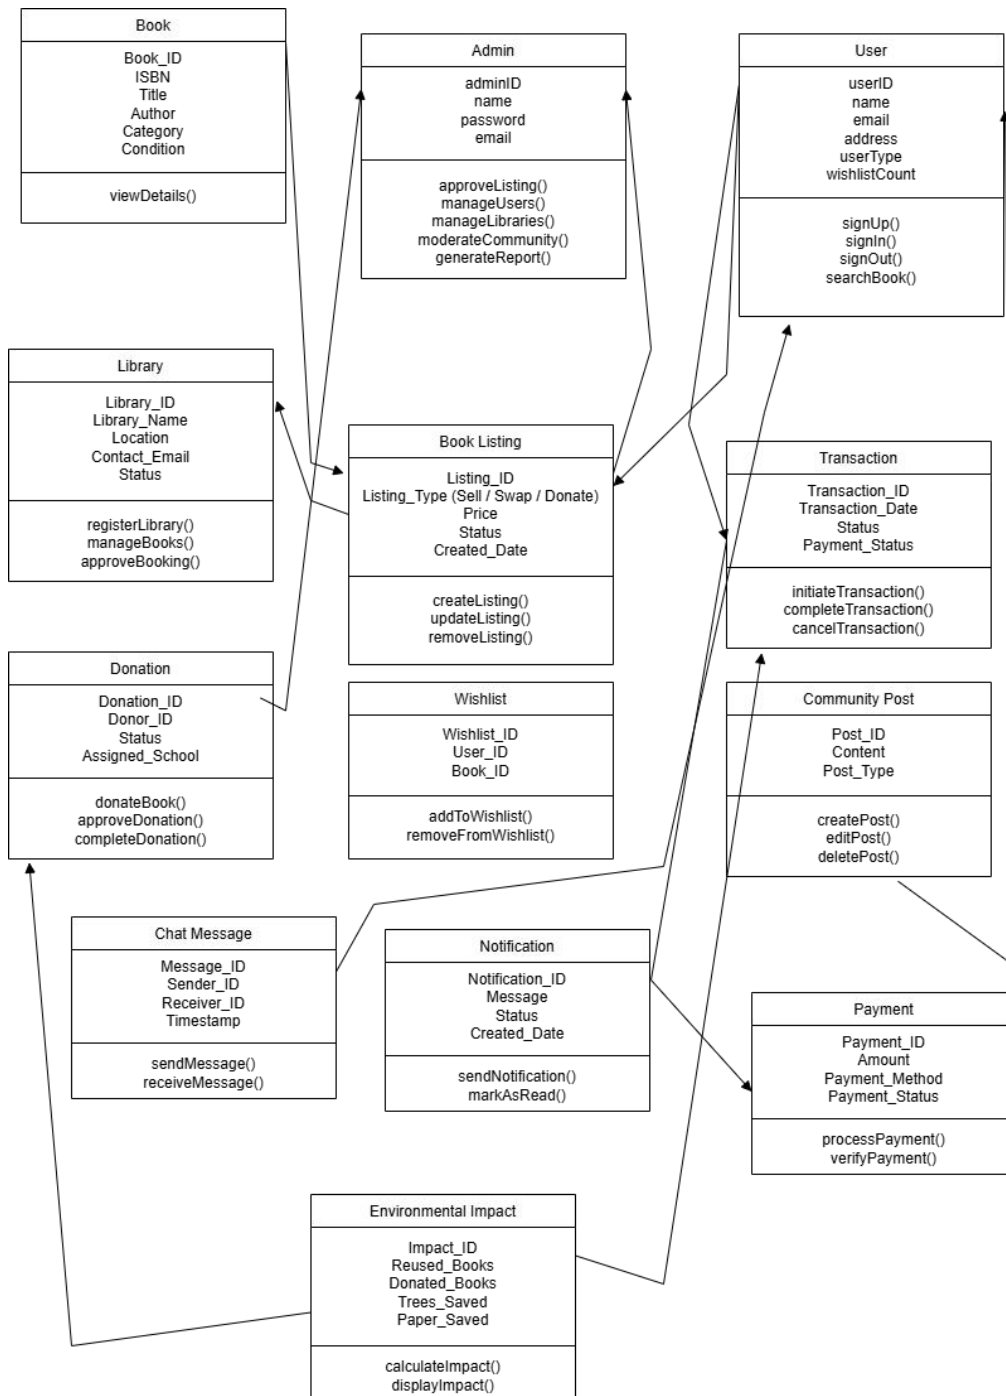 Book
Book_ID
ISBN
Title
Author
Category
Condition
viewDetails()
Admin
adminID
name
password
email
approveListing()
manageUsers()
manageLibraries()
moderateCommunity()
generateReport()
User
userID
name
email
address
userType
wishlistCount
signUp()
signIn()
signOut()
searchBook()
Library
Library_ID
Library_Name
Location
Contact_Email
Status
registerLibrary()
manageBooks()
approveBooking()
Book Listing
Listing_ID
Listing_Type (Sell / Swap / Donate)
Price
Status
Created_Date
createListing()
updateListing()
removeListing()
Transaction
Transaction_ID
Transaction_Date
Status
Payment_Status
initiateTransaction()
completeTransaction()
cancelTransaction()
Donation
Donation_ID
Donor_ID
Status
Assigned_School
donateBook()
approveDonation()
completeDonation()
Wishlist
Wishlist_ID
User_ID
Book_ID
addToWishlist()
removeFromWishlist()
Community Post
Post_ID
Content
Post_Type
createPost()
editPost()
deletePost()
Chat Message
Message_ID
Sender_ID
Receiver_ID
Timestamp
sendMessage()
receiveMessage()
Notification
Notification_ID
Message
Status
Created_Date
sendNotification()
markAsRead()
Payment
Payment_ID
Amount
Payment_Method
Payment_Status
processPayment()
verifyPayment()
Environmental Impact
Impact_ID
Reused_Books
Donated_Books
Trees_Saved
Paper_Saved
calculateImpact()
displayImpact()